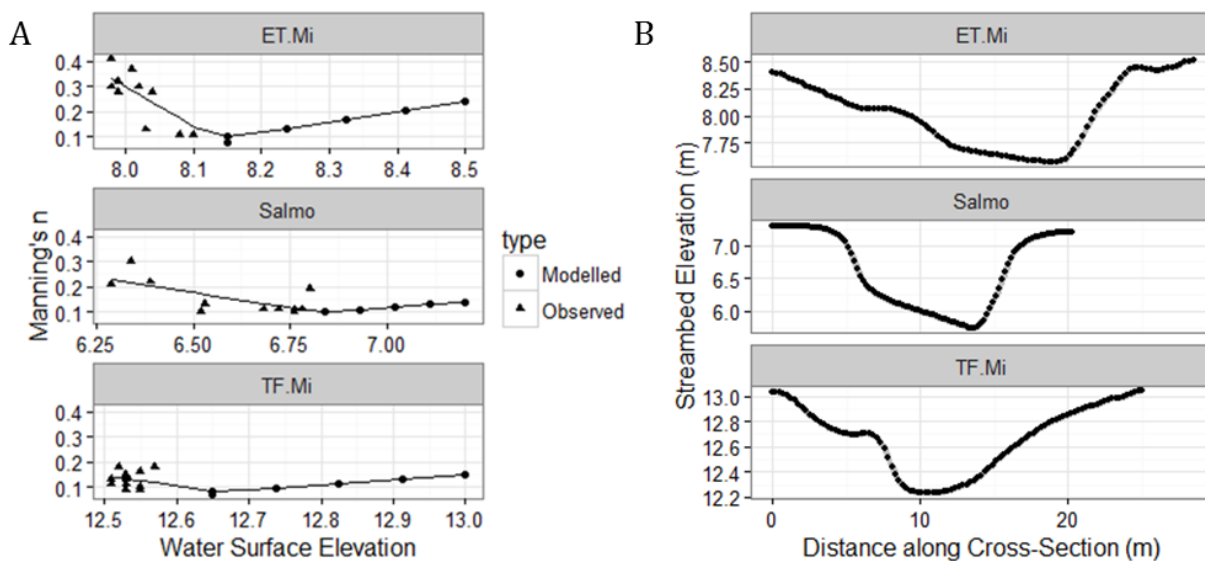 A
ET.Mi
0.4
0.3
0.2
0.1
8.0 8.1 8.2 8.3 8.4 8.5
Salmo
0.4
0.3
0.2
0.1
6.25 6.50 6.75 7.00
TF.Mi
0.4
0.3
0.2
0.1
12.5 12.6 12.7 12.8 12.9 13.0
Manning's n
Water Surface Elevation
type
Modelled
Observed
B
ET.Mi
8.50
8.25
8.00
7.75
Salmo
7.0
6.5
6.0
TF.Mi
13.0
12.8
12.6
12.4
12.2
0 10 20
Streambed Elevation (m)
Distance along Cross-Section (m)